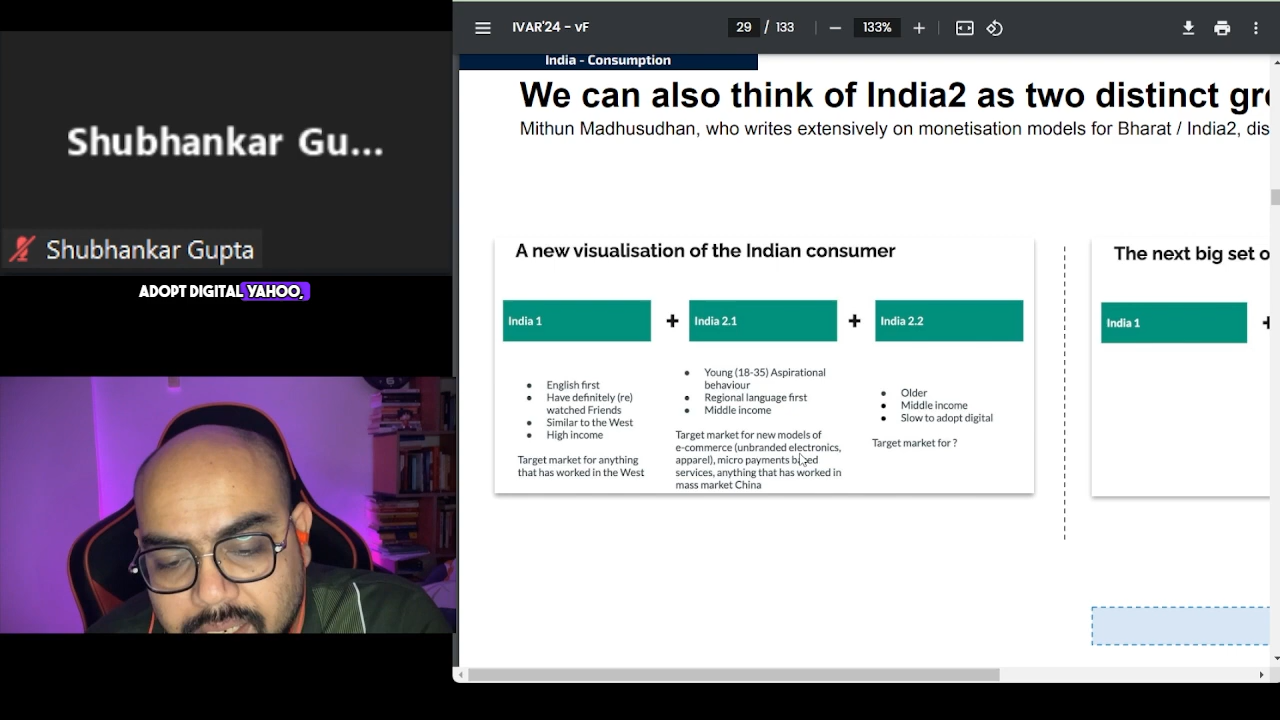 Shubhankar Gu...
Shubhankar Gupta
ADOPT DIGITAL YAHOO,
IVAR'24 – vF
29 / 133
133%
India - Consumption
We can also think of India2 as two distinct gr
Mithun Madhusudhan, who writes extensively on monetisation models for Bharat / India2, dis
A new visualisation of the Indian consumer
India 1
+
India 2.1
+
India 2.2
English first
Have definitely (re)
watched Friends
Similar to the West
High income
Target market for anything
that has worked in the West
Young (18-35) Aspirational
behaviour
Regional language first
Middle income
Target market for new models of
e-commerce (unbranded electronics,
apparel), micro payments based
services, anything that has worked in
mass market China
Older
Middle income
Slow to adopt digital
Target market for ?
The next big set o
India 1